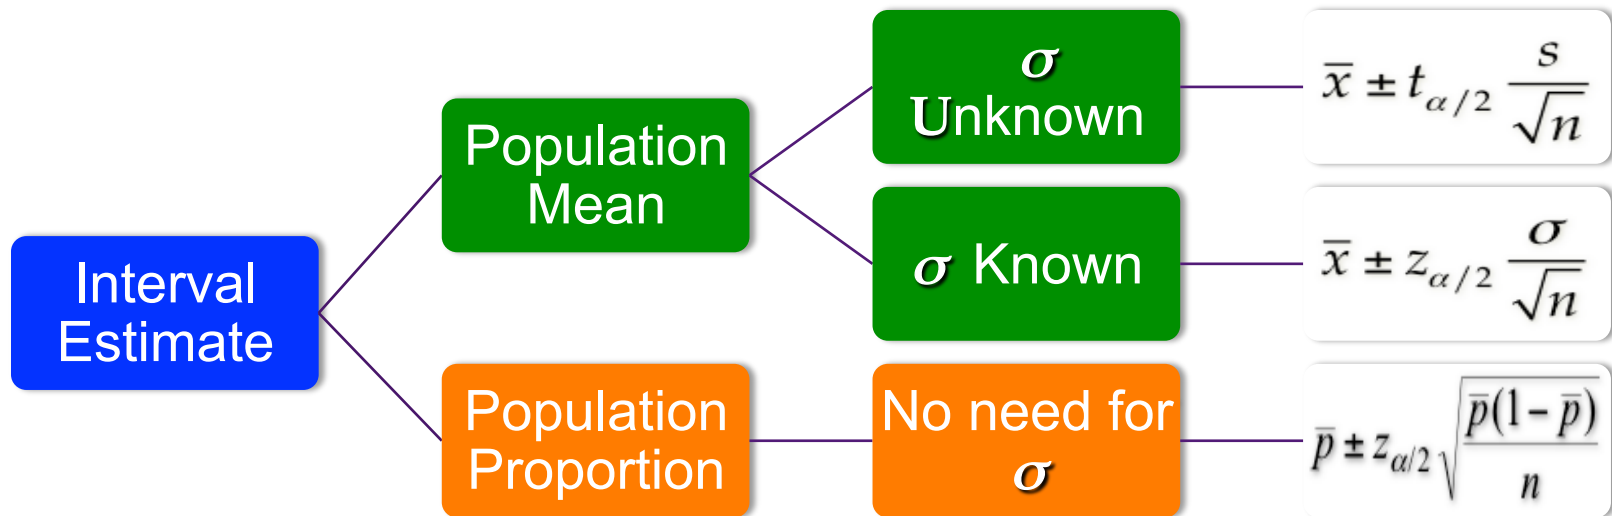 Interval
Estimate
Population
Mean
σ
Unknown
x̄ ± t_{α/2} s/√n
σ Known
x̄ ± z_{α/2} σ/√n
Population
Proportion
No need for
σ
p̄ ± z_{α/2} √(p̄(1 − p̄)/n)